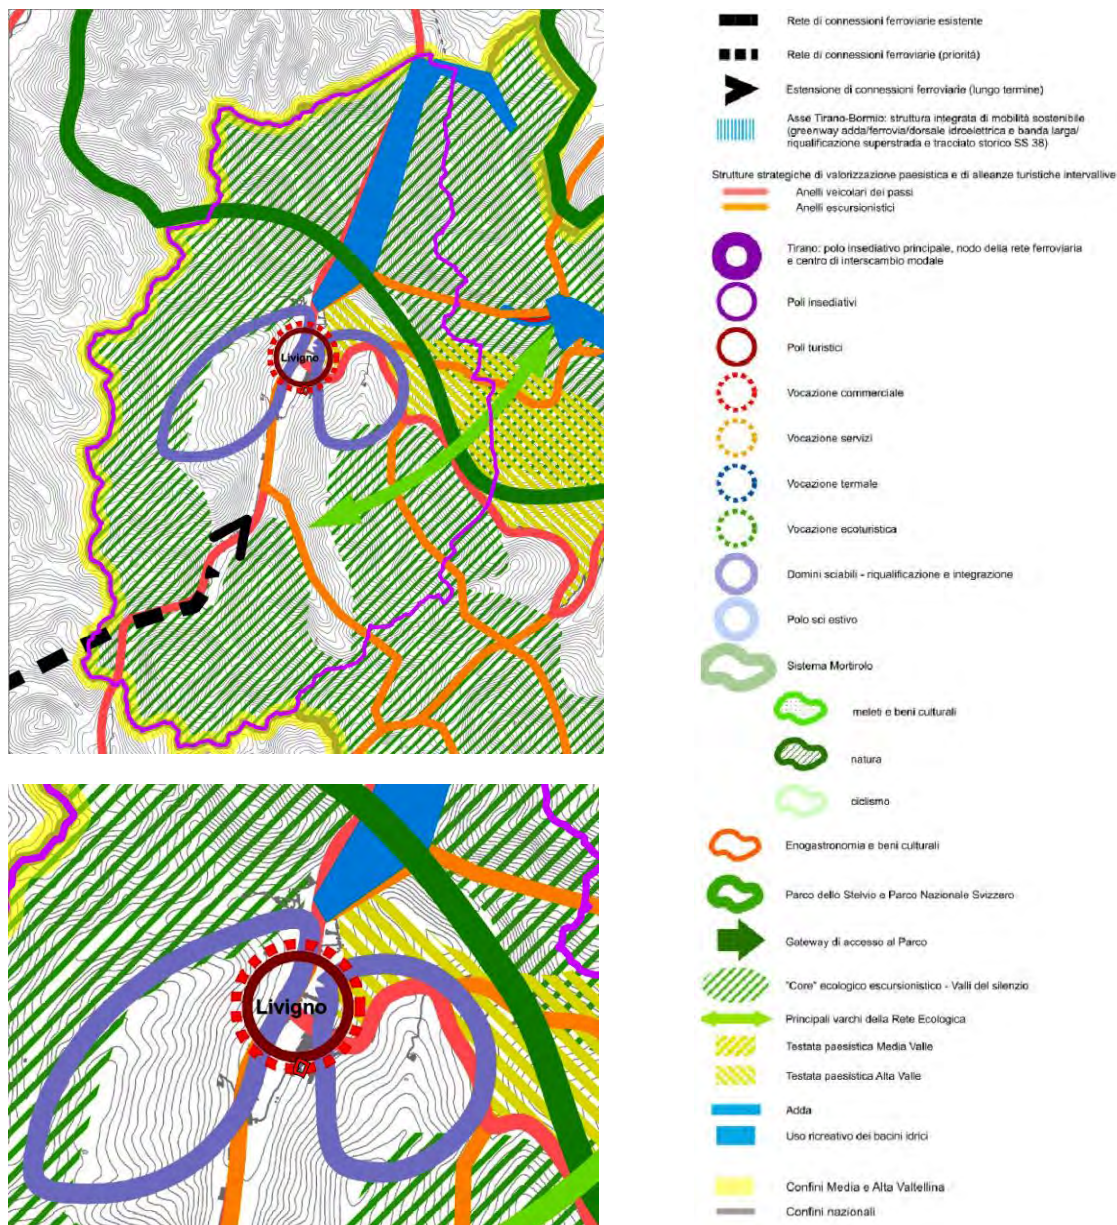 Livigno
Livigno
Rete di connessioni ferroviarie esistente
Rete di connessioni ferroviarie (priorità)
Estensione di connessioni ferroviarie (lungo termine)
Asse Tirano-Bormio: struttura integrata di mobilità sostenibile
(greenway adda/ferrovia/dorsale idroelettrica e banda larga/
riqualificazione superstrada e tracciato storico SS 38)
Strutture strategiche di valorizzazione paesistica e di alleanze turistiche intervallive
Anelli veicolari dei passi
Anelli escursionistici
Tirano: polo insediativo principale, nodo della rete ferroviaria
e centro di interscambio modale
Poli insediativi
Poli turistici
Vocazione commerciale
Vocazione servizi
Vocazione termale
Vocazione ecoturistica
Domini sciabili - riqualificazione e integrazione
Polo sci estivo
Sistema Mortirolo
meleti e beni culturali
natura
ciclismo
Enogastronomia e beni culturali
Parco dello Stelvio e Parco Nazionale Svizzero
Gateway di accesso al Parco
"Core" ecologico escursionistico - Valli del silenzio
Principali varchi della Rete Ecologica
Testata paesistica Media Valle
Testata paesistica Alta Valle
Adda
Uso ricreativo dei bacini idrici
Confini Media e Alta Valtellina
Confini nazionali